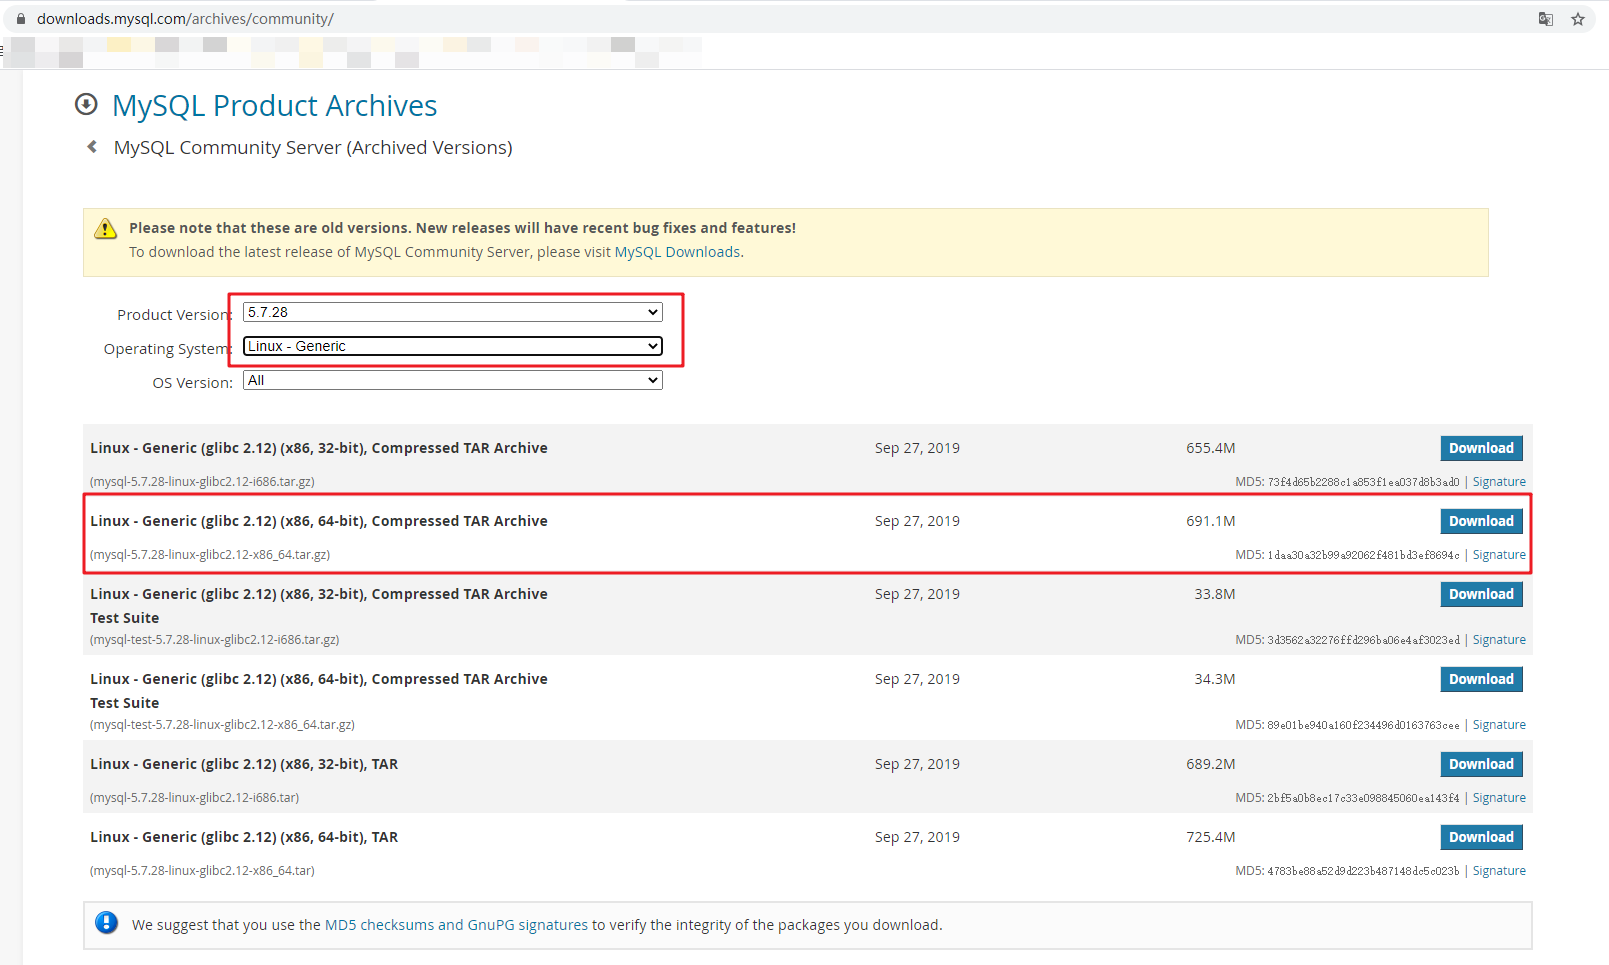 downloads.mysql.com/archives/community/
MySQL Product Archives
MySQL Community Server (Archived Versions)
Please note that these are old versions. New releases will have recent bug fixes and features!
To download the latest release of MySQL Community Server, please visit MySQL Downloads.
Product Version: 5.7.28
Operating System: Linux - Generic
OS Version: All
Linux - Generic (glibc 2.12) (x86, 32-bit), Compressed TAR Archive Sep 27, 2019 655.4M Download
(mysql-5.7.28-linux-glibc2.12-i686.tar.gz) MD5: 73f4d65b2288c1a853f1ea037d8b3ad0 | Signature
Linux - Generic (glibc 2.12) (x86, 64-bit), Compressed TAR Archive Sep 27, 2019 691.1M Download
(mysql-5.7.28-linux-glibc2.12-x86_64.tar.gz) MD5: 1daa30a32b99a92062f481bd3ef8694c | Signature
Linux - Generic (glibc 2.12) (x86, 32-bit), Compressed TAR Archive Sep 27, 2019 33.8M Download
Test Suite
(mysql-test-5.7.28-linux-glibc2.12-i686.tar.gz) MD5: 3d3562a32276ffd296ba06e4af3023ed | Signature
Linux - Generic (glibc 2.12) (x86, 64-bit), Compressed TAR Archive Sep 27, 2019 34.3M Download
Test Suite
(mysql-test-5.7.28-linux-glibc2.12-x86_64.tar.gz) MD5: 89e01be940a160f234496d0163763cee | Signature
Linux - Generic (glibc 2.12) (x86, 32-bit), TAR Sep 27, 2019 689.2M Download
(mysql-5.7.28-linux-glibc2.12-i686.tar) MD5: 2bf5a0b8ec17c33e098845060ea143f4 | Signature
Linux - Generic (glibc 2.12) (x86, 64-bit), TAR Sep 27, 2019 725.4M Download
(mysql-5.7.28-linux-glibc2.12-x86_64.tar) MD5: 4783be88a52d9d223b487148dc5c023b | Signature
We suggest that you use the MD5 checksums and GnuPG signatures to verify the integrity of the packages you download.